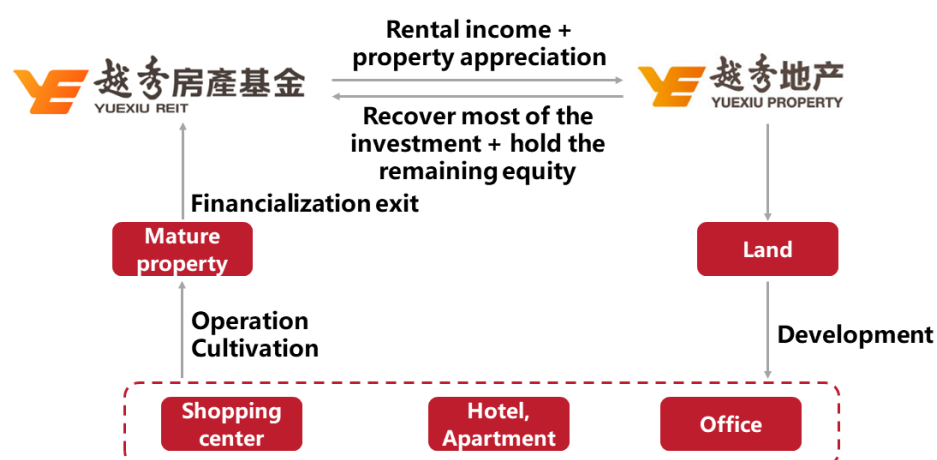 Rental income +
property appreciation
越秀房產基金
YUEXIU REIT
越秀地产
YUEXIU PROPERTY
Recover most of the
investment + hold the
remaining equity
Financialization exit
Mature
property
Land
Operation
Cultivation
Development
Shopping
center
Hotel,
Apartment
Office